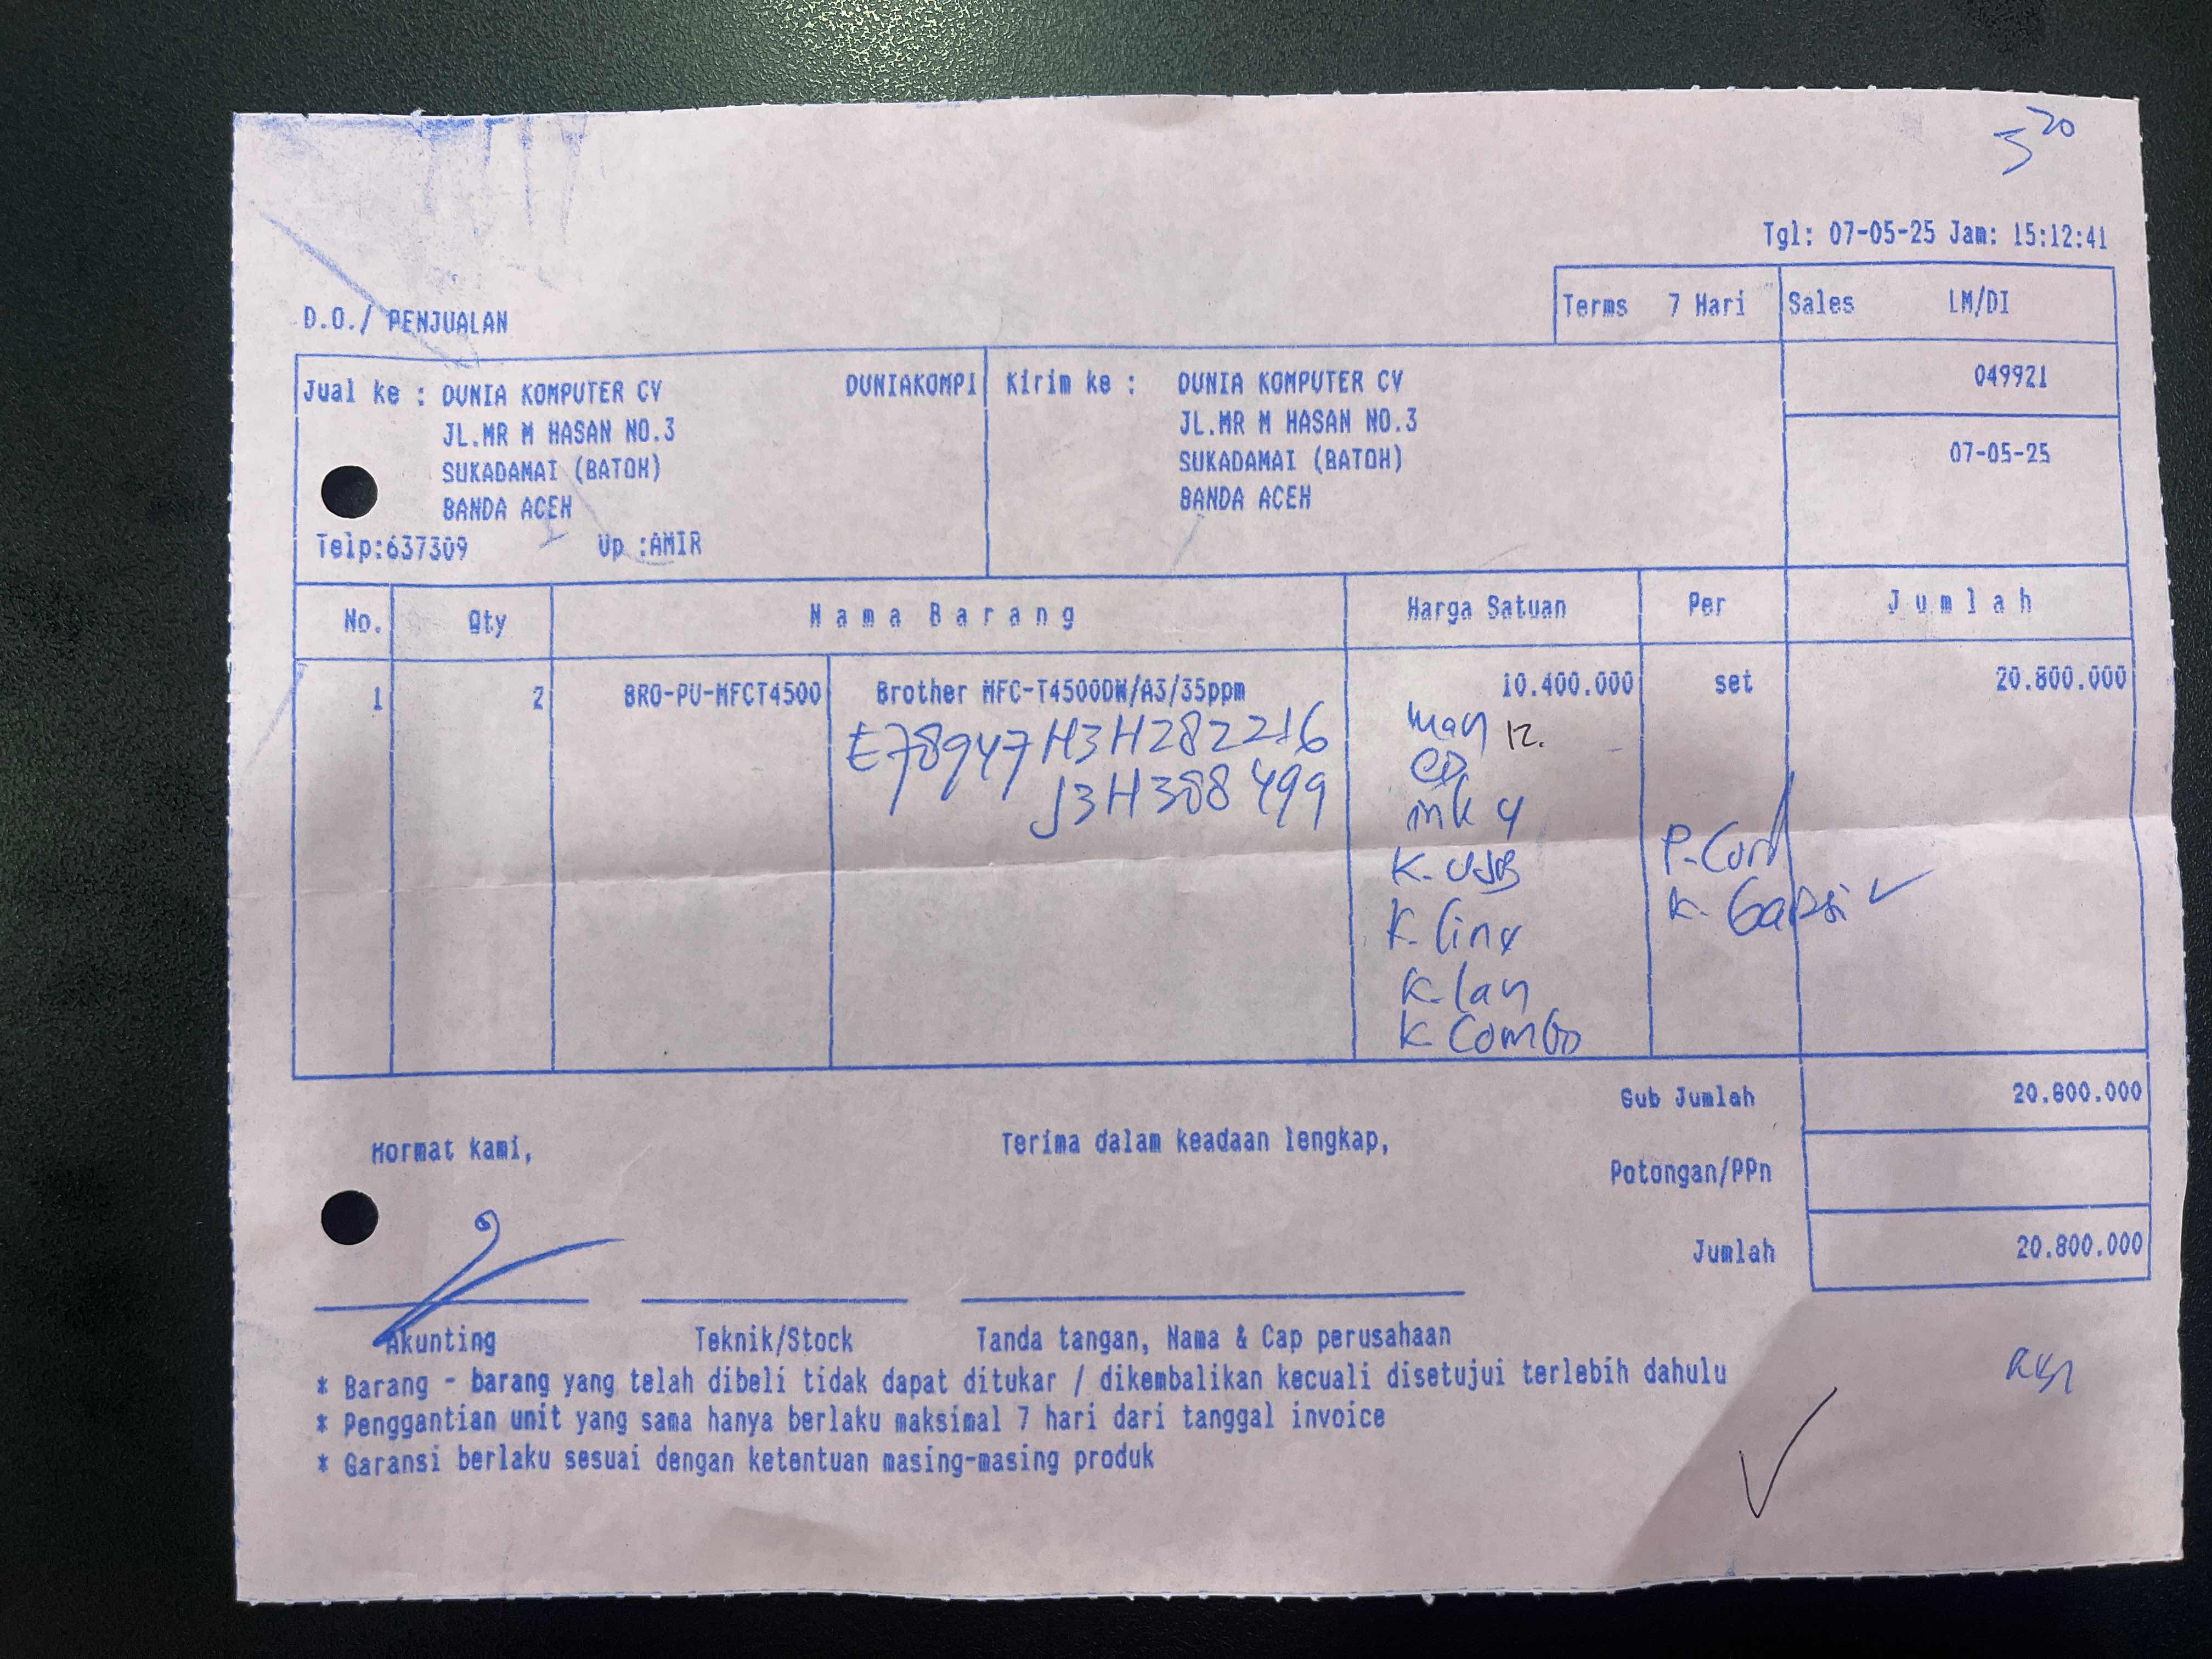 5 20
Tgl: 07-05-25 Jam: 15:12:41
D.O./ PENJUALAN
Terms 7 Hari Sales LM/DI
Jual ke : DUNIA KOMPUTER CV DUNIAKOMPI Kirim ke : DUNIA KOMPUTER CV 049921
JL.MR M HASAN NO.3 JL.MR M HASAN NO.3
SUKADAMAI (BATOH) SUKADAMAI (BATOH) 07-05-25
BANDA ACEH BANDA ACEH
Telp:637309 Up :AMIR
No. Qty Nama Barang Harga Satuan Per Jumlah
1 2 BRO-PU-MFCT4500 Brother MFC-T4500DW/A3/35ppm 10.400.000 set 20.800.000
E78947H3H282216
J3H388499
CD
ink 4
K. USB
P. Cord
K. line
K. lan
K. Combo
Sub Jumlah 20.800.000
Hormat kami, Terima dalam keadaan lengkap,
Potongan/PPn
Jumlah 20.800.000
Akunting Teknik/Stock Tanda tangan, Nama & Cap perusahaan
* Barang - barang yang telah dibeli tidak dapat ditukar / dikembalikan kecuali disetujui terlebih dahulu
* Penggantian unit yang sama hanya berlaku maksimal 7 hari dari tanggal invoice
* Garansi berlaku sesuai dengan ketentuan masing-masing produk